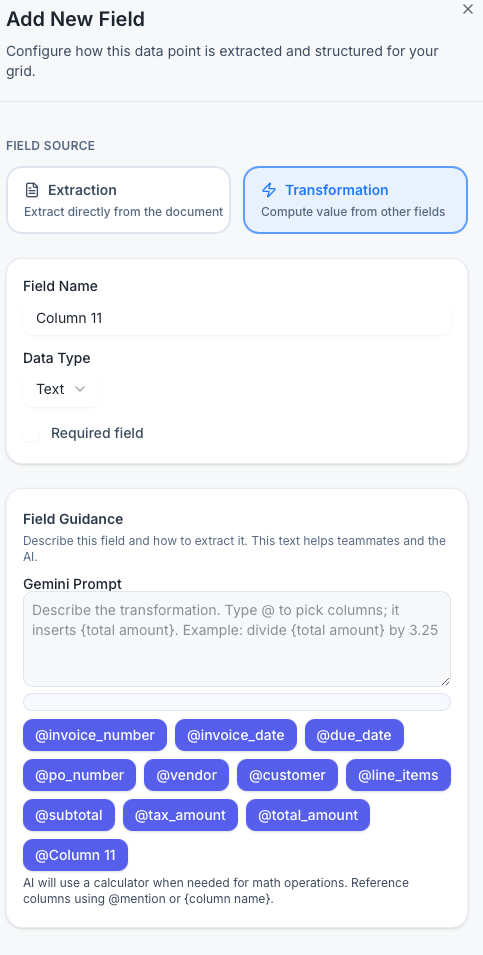 Add New Field
Configure how this data point is extracted and structured for your
grid.
FIELD SOURCE
Extraction
Extract directly from the document
Transformation
Compute value from other fields
Field Name
Column 11
Data Type
Text
Required field
Field Guidance
Describe this field and how to extract it. This text helps teammates and the
AI.
Gemini Prompt
Describe the transformation. Type @ to pick columns; it
inserts {total amount}. Example: divide {total amount} by 3.25
@invoice_number @invoice_date @due_date
@po_number @vendor @customer @line_items
@subtotal @tax_amount @total_amount
@Column 11
AI will use a calculator when needed for math operations. Reference
columns using @mention or {column name}.